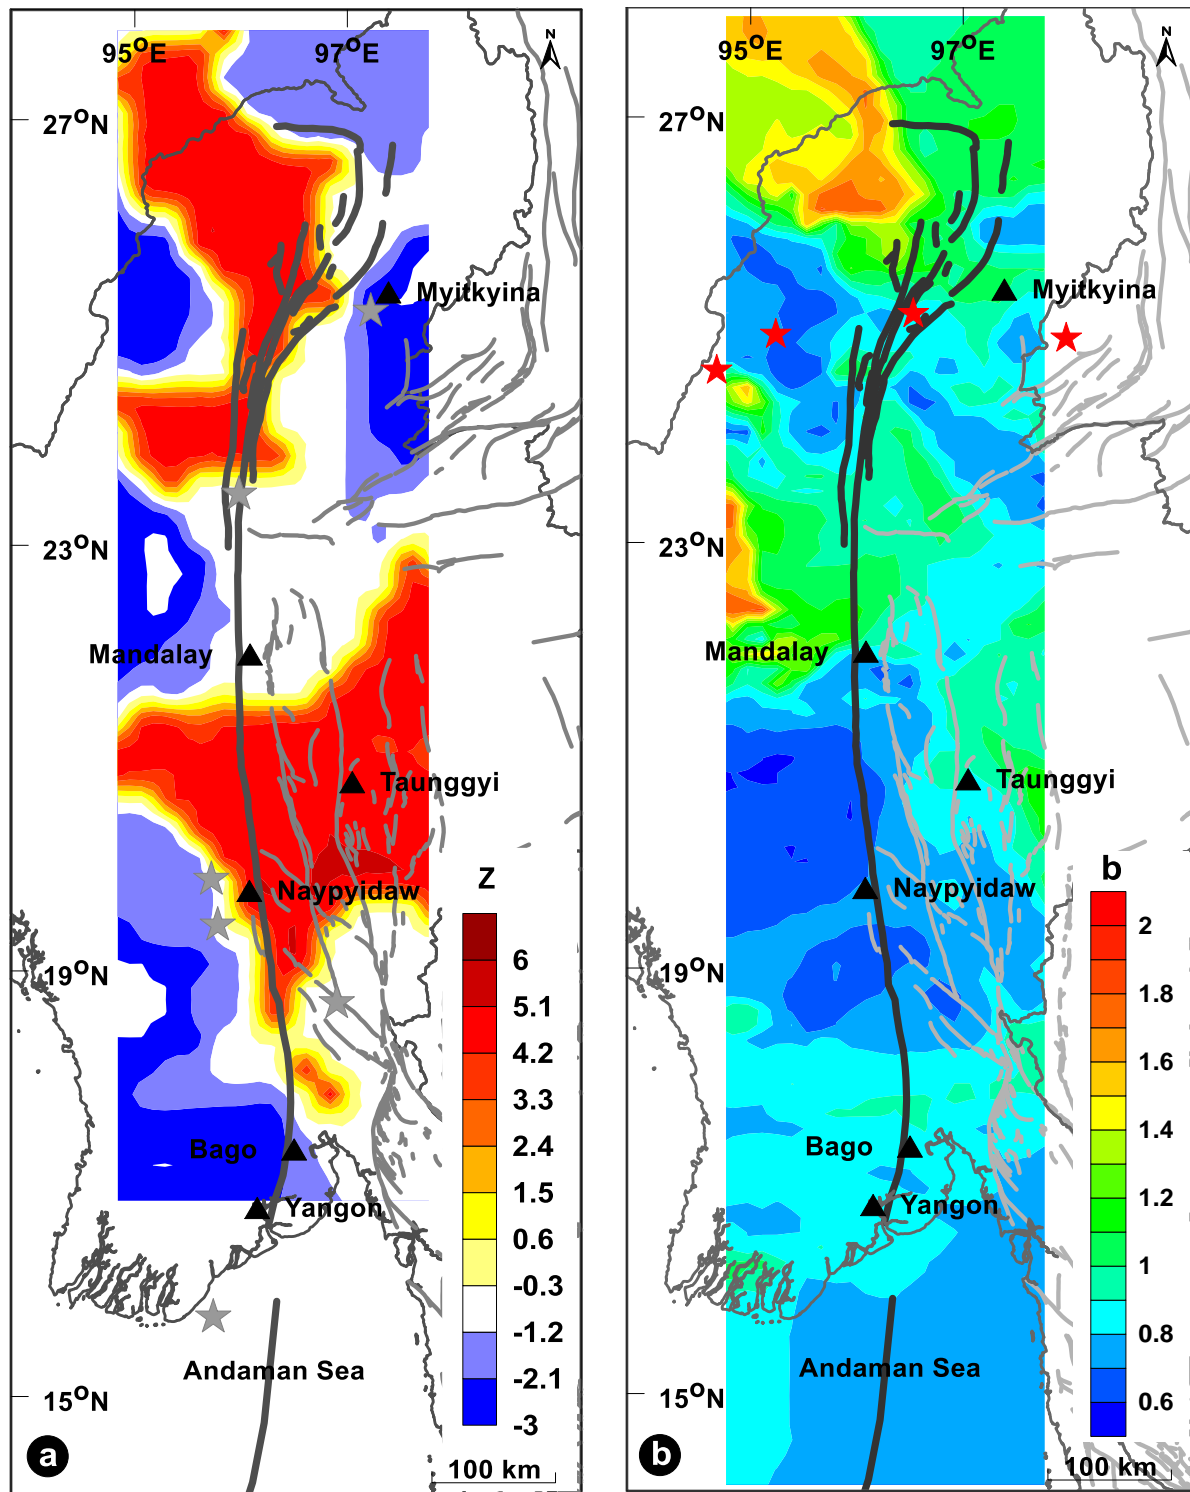 95°E
97°E
N
27°N
Myitkyina
23°N
Mandalay
Taunggyi
Naypyidaw
Z
6
5.1
4.2
3.3
2.4
1.5
0.6
-0.3
-1.2
-2.1
-3
19°N
Bago
Yangon
Andaman Sea
15°N
a
100 km
95°E
97°E
N
27°N
Myitkyina
23°N
Mandalay
Taunggyi
Naypyidaw
b
2
1.8
1.6
1.4
1.2
1
0.8
0.6
19°N
Bago
Yangon
Andaman Sea
15°N
b
100 km